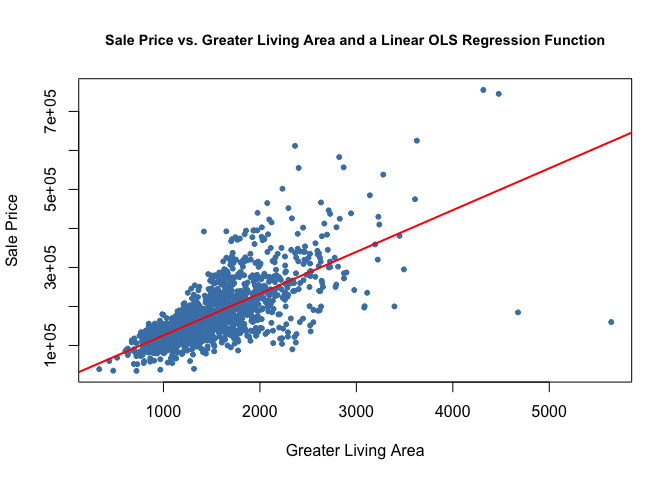 Sale Price vs. Greater Living Area and a Linear OLS Regression Function
7e+05
5e+05
3e+05
1e+05
Sale Price
1000 2000 3000 4000 5000
Greater Living Area